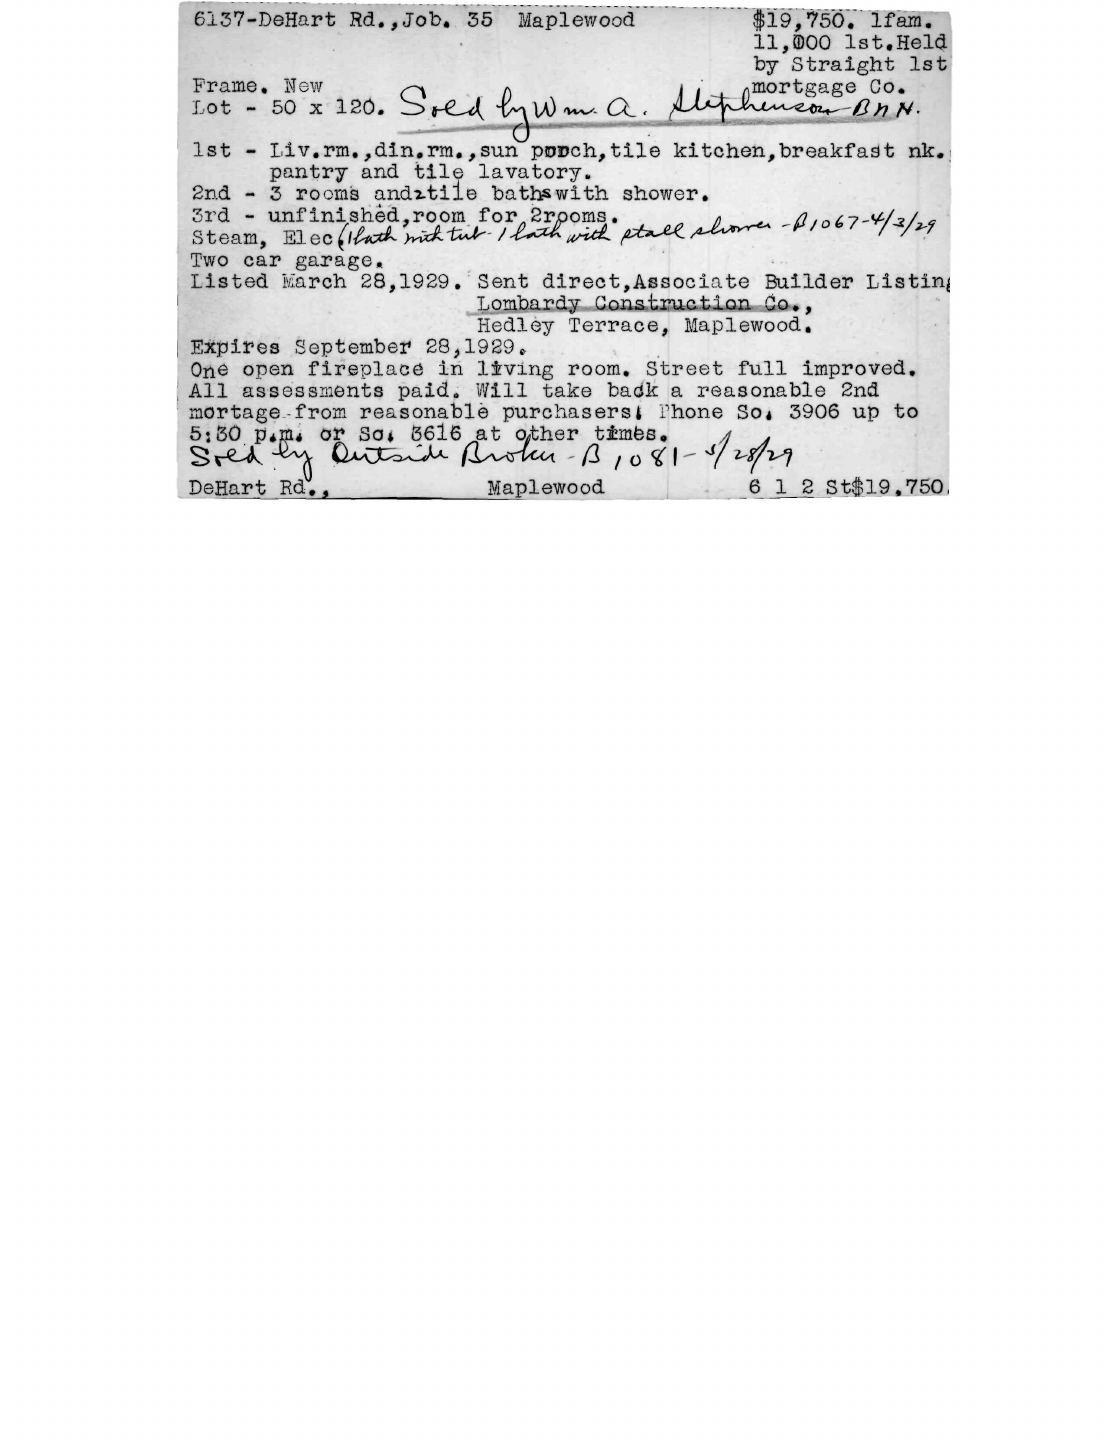 6137-DeHart Rd.,Job. 35 Maplewood $19,750. 1fam.
11,000 1st.Held
by Straight 1st
mortgage Co.
Frame. New
Lot - 50 x 120. Sold by Wm. A. Stephenson - B n N.
1st - Liv.rm.,din.rm.,sun porch,tile kitchen,breakfast nk.
pantry and tile lavatory.
2nd - 3 rooms and 2 tile baths with shower.
3rd - unfinished,room for 2rooms.
Steam, Elec (1 bath with tub - 1 bath with stall shower - B1067-4/3/29
Two car garage.
Listed March 28,1929. Sent direct,Associate Builder Listing
Lombardy Construction Co.,
Hedley Terrace, Maplewood.
Expires September 28,1929.
One open fireplace in living room. Street full improved.
All assessments paid. Will take back a reasonable 2nd
mortage from reasonable purchasers. Phone So. 3906 up to
5:30 p.m. or So. 3616 at other times.
Sold by Outside Broker - B1081- 5/28/29
DeHart Rd., Maplewood 6 1 2 St$19,750.